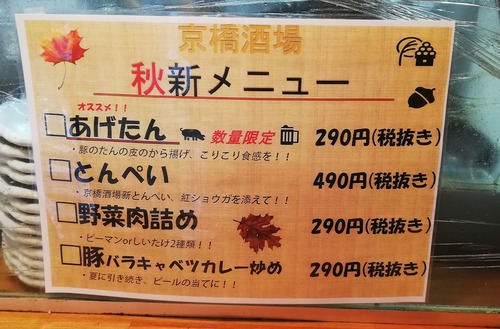 京橋酒場
秋新メニュー
オススメ！！
□あげたん 数量限定 290円(税抜き)
・豚のたんの皮のから揚げ、こりこり食感を！！
□とんぺい 490円(税抜き)
・京橋酒場新とんぺい、紅ショウガを添えて！！
□野菜肉詰め 290円(税抜き)
・ピーマンorしいたけ2種類！！
□豚バラキャベツカレー炒め 290円(税抜き)
・夏に引き続き、ビールの当てに！！